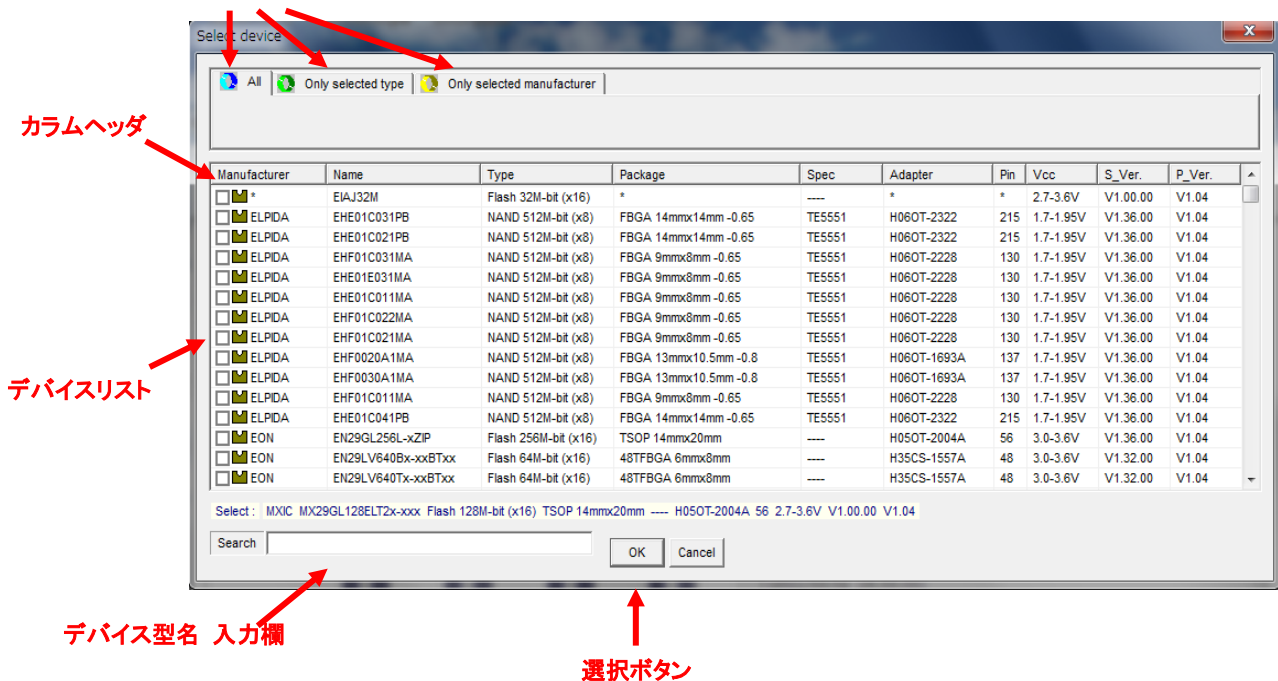 Select device
All Only selected type Only selected manufacturer
カラムヘッダ
Manufacturer Name Type Package Spec Adapter Pin Vcc S_Ver. P_Ver.
* EIAJ32M Flash 32M-bit (x16) * ---- * * 2.7-3.6V V1.00.00 V1.04
ELPIDA EHE01C031PB NAND 512M-bit (x8) FBGA 14mmx14mm -0.65 TE5551 H06OT-2322 215 1.7-1.95V V1.36.00 V1.04
ELPIDA EHE01C021PB NAND 512M-bit (x8) FBGA 14mmx14mm -0.65 TE5551 H06OT-2322 215 1.7-1.95V V1.36.00 V1.04
ELPIDA EHF01C031MA NAND 512M-bit (x8) FBGA 9mmx8mm -0.65 TE5551 H06OT-2228 130 1.7-1.95V V1.36.00 V1.04
ELPIDA EHE01E031MA NAND 512M-bit (x8) FBGA 9mmx8mm -0.65 TE5551 H06OT-2228 130 1.7-1.95V V1.36.00 V1.04
ELPIDA EHE01C011MA NAND 512M-bit (x8) FBGA 9mmx8mm -0.65 TE5551 H06OT-2228 130 1.7-1.95V V1.36.00 V1.04
ELPIDA EHF01C022MA NAND 512M-bit (x8) FBGA 9mmx8mm -0.65 TE5551 H06OT-2228 130 1.7-1.95V V1.36.00 V1.04
ELPIDA EHF01C021MA NAND 512M-bit (x8) FBGA 9mmx8mm -0.65 TE5551 H06OT-2228 130 1.7-1.95V V1.36.00 V1.04
ELPIDA EHF0020A1MA NAND 512M-bit (x8) FBGA 13mmx10.5mm -0.8 TE5551 H06OT-1693A 137 1.7-1.95V V1.36.00 V1.04
デバイスリスト
ELPIDA EHF0030A1MA NAND 512M-bit (x8) FBGA 13mmx10.5mm -0.8 TE5551 H06OT-1693A 137 1.7-1.95V V1.36.00 V1.04
ELPIDA EHF01C011MA NAND 512M-bit (x8) FBGA 9mmx8mm -0.65 TE5551 H06OT-2228 130 1.7-1.95V V1.36.00 V1.04
ELPIDA EHE01C041PB NAND 512M-bit (x8) FBGA 14mmx14mm -0.65 TE5551 H06OT-2322 215 1.7-1.95V V1.36.00 V1.04
EON EN29GL256L-xZIP Flash 256M-bit (x16) TSOP 14mmx20mm ---- H05OT-2004A 56 3.0-3.6V V1.36.00 V1.04
EON EN29LV640Bx-xxBTxx Flash 64M-bit (x16) 48TFBGA 6mmx8mm ---- H35CS-1557A 48 3.0-3.6V V1.32.00 V1.04
EON EN29LV640Tx-xxBTxx Flash 64M-bit (x16) 48TFBGA 6mmx8mm ---- H35CS-1557A 48 3.0-3.6V V1.32.00 V1.04
Select : MXIC MX29GL128ELT2x-xxx Flash 128M-bit (x16) TSOP 14mmx20mm ---- H05OT-2004A 56 2.7-3.6V V1.00.00 V1.04
Search OK Cancel
デバイス型名 入力欄
選択ボタン